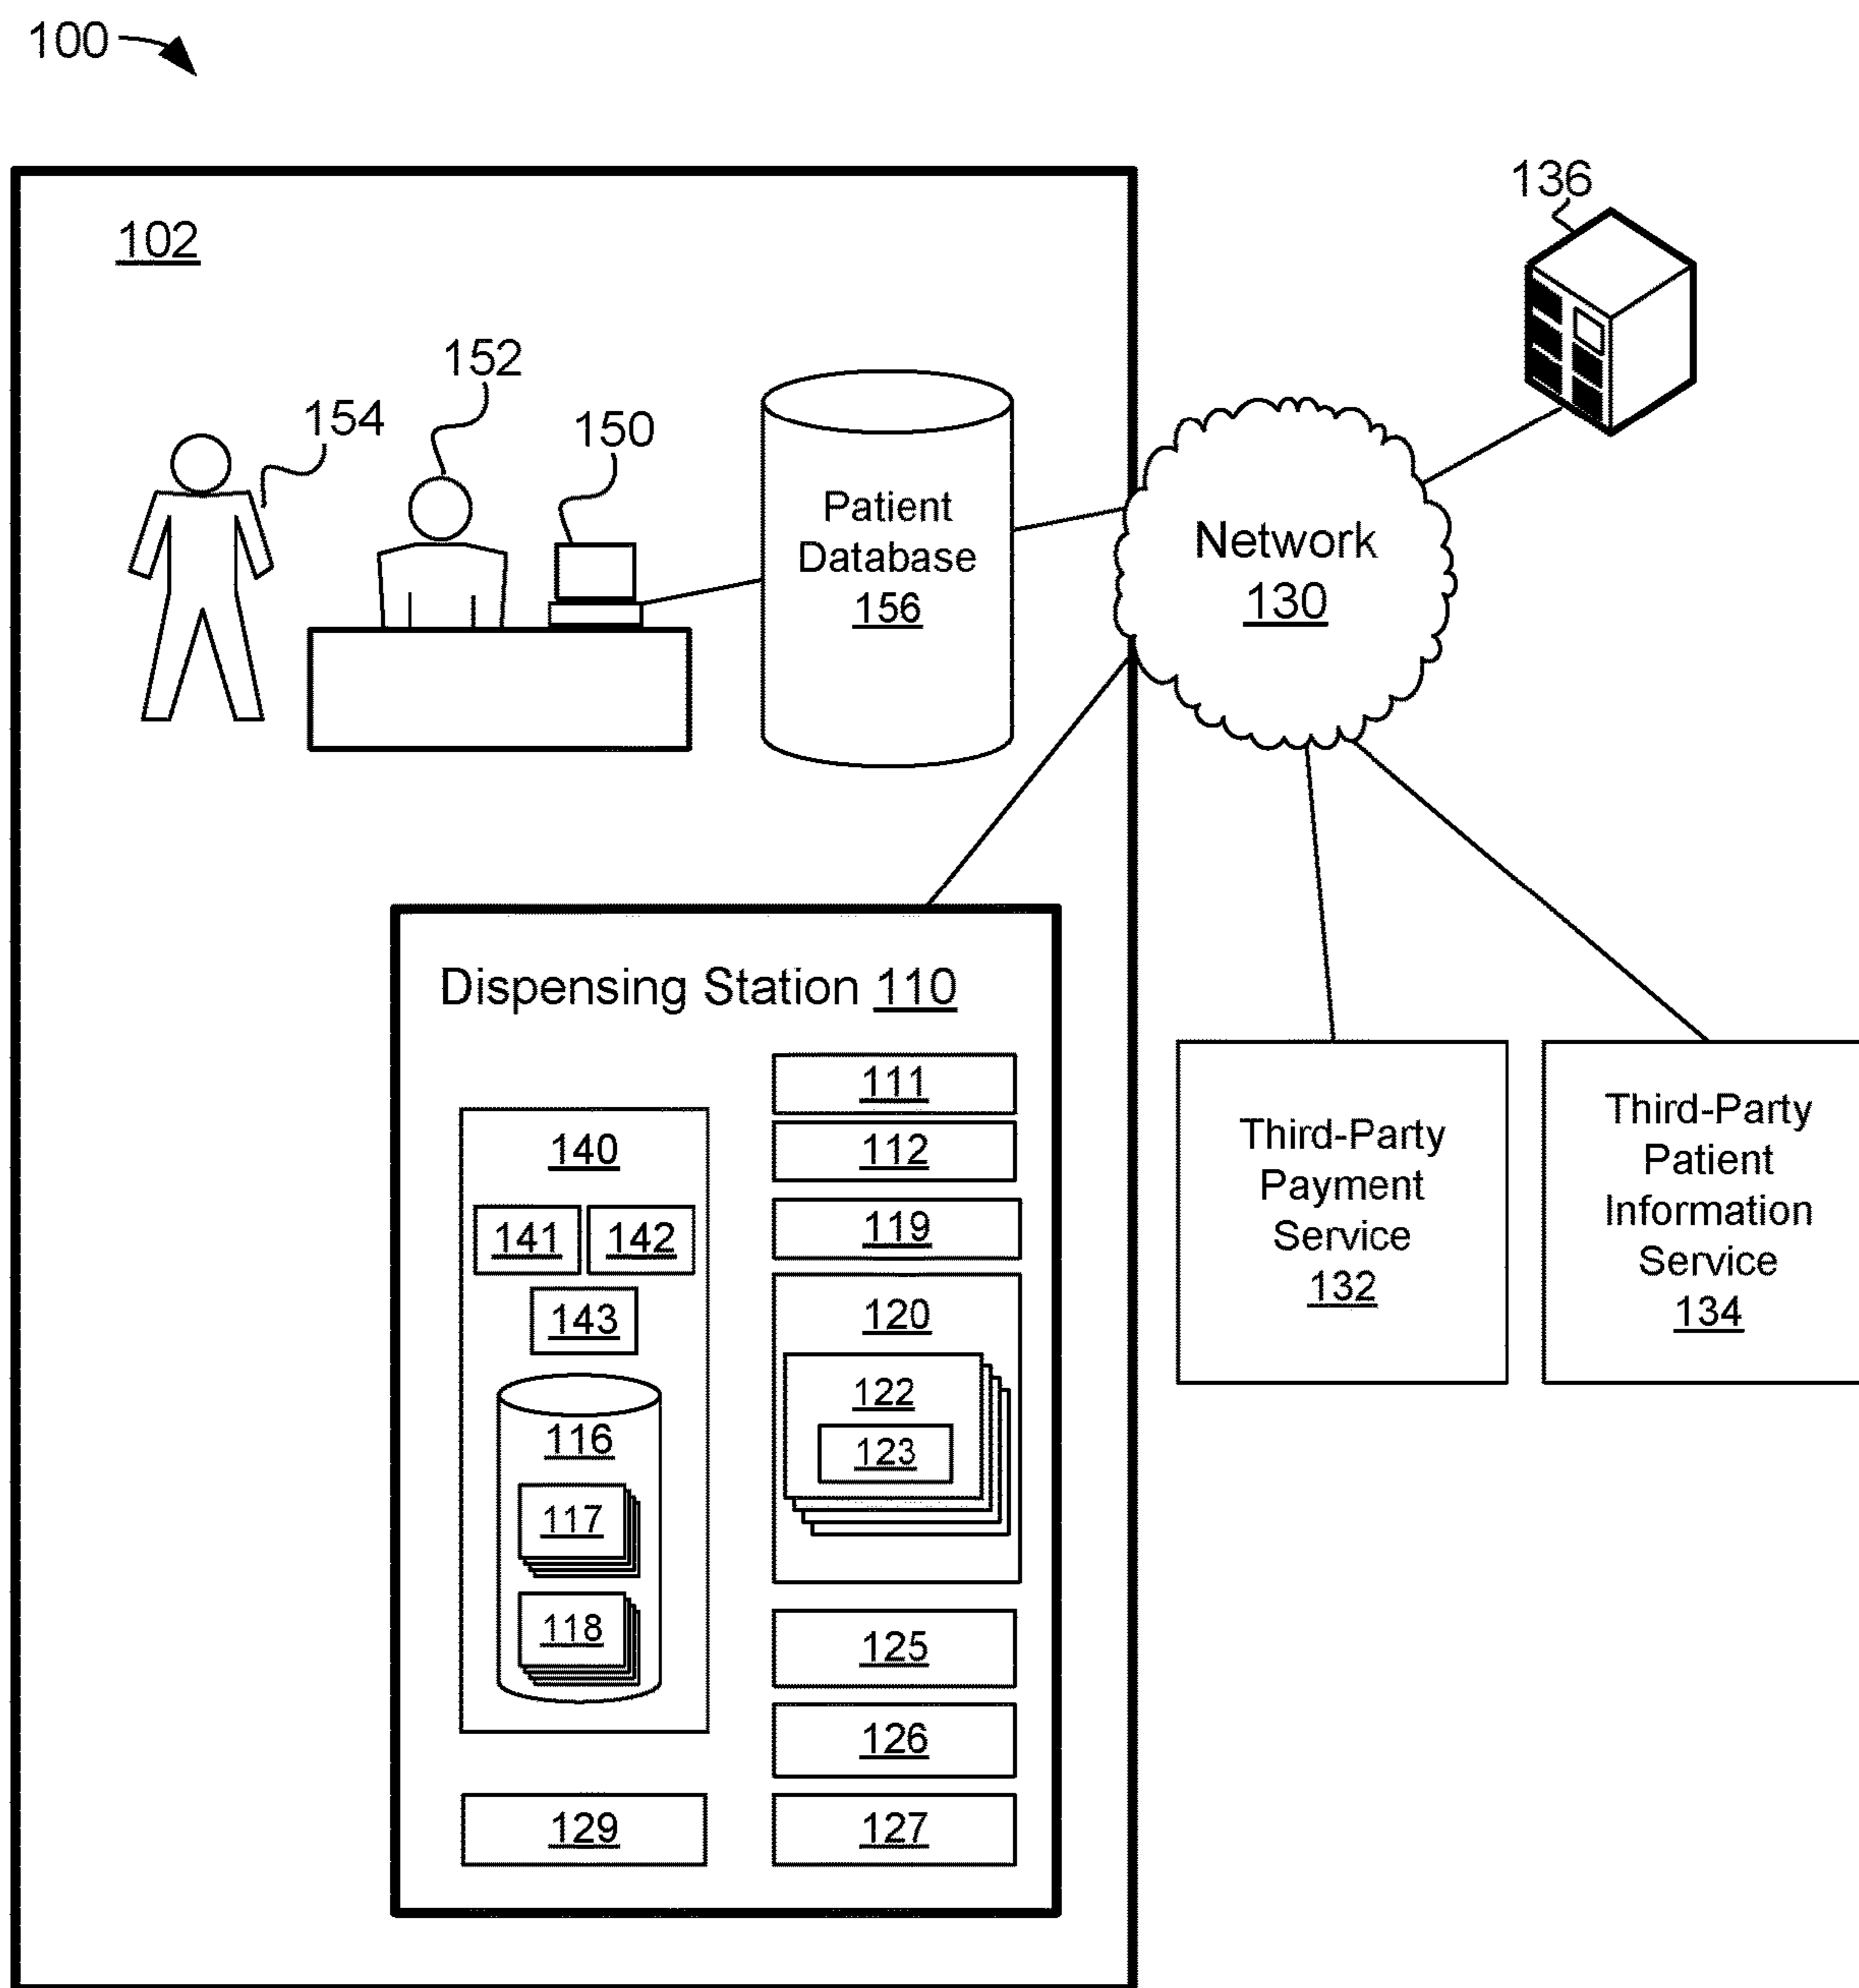 100
102
136
152
154
150
Patient
Database
156
Network
130
Dispensing Station 110
111
140
112
141 142
119
143
120
122
116
123
117
118
125
126
129
127
Third-Party
Payment
Service
132
Third-Party
Patient
Information
Service
134